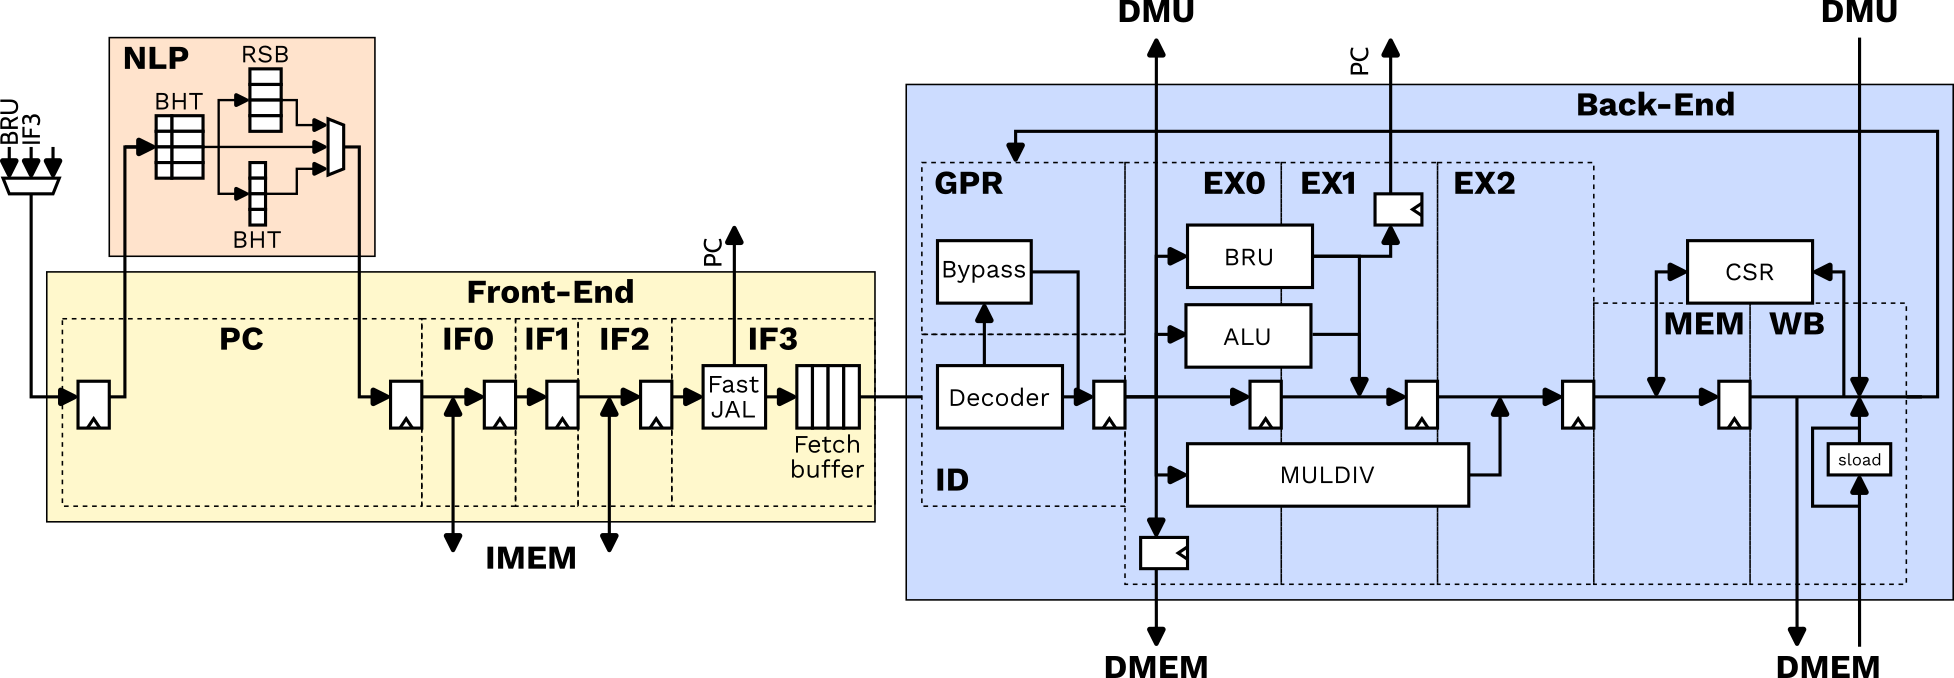 DMU
DMU
BRU
IF3
NLP
RSB
BHT
BHT
PC
Back-End
GPR
EX0
EX1
EX2
PC
Front-End
PC
IF0
IF1
IF2
IF3
Bypass
BRU
ALU
CSR
MEM
WB
Fast
JAL
Decoder
Fetch
buffer
ID
MULDIV
sload
IMEM
DMEM
DMEM